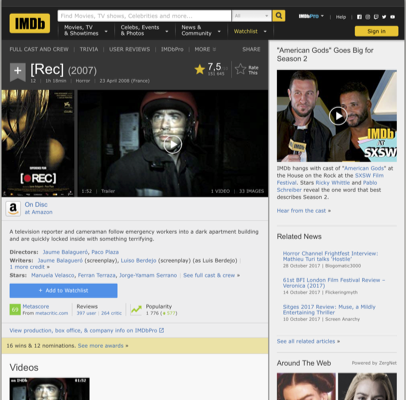 IMDb
Find Movies, TV shows, Celebrities and more...
All
IMDbPro
Help
Movies, TV
& Showtimes
Celebs, Events
& Photos
News &
Community
Watchlist
Sign in
FULL CAST AND CREW | TRIVIA | USER REVIEWS | IMDbPro | MORE
SHARE
[Rec] (2007)
12 | 1h 18min | Horror | 23 April 2008 (France)
7,5
Rate
This
[●REC]
1:52 | Trailer
1 VIDEO | 33 IMAGES
a
On Disc
at Amazon
A television reporter and cameraman follow emergency workers into a dark apartment building
and are quickly locked inside with something terrifying.
Directors: Jaume Balagueró, Paco Plaza
Writers: Jaume Balagueró (screenplay), Luiso Berdejo (screenplay) (as Luis Berdejo) |
1 more credit »
Stars: Manuela Velasco, Ferran Terraza, Jorge-Yamam Serrano | See full cast & crew »
+ Add to Watchlist
Metascore
From metacritic.com
Reviews
397 user | 264 critic
Popularity
1 776
View production, box office, & company info on IMDbPro
16 wins & 12 nominations. See more awards »
Videos
"American Gods" Goes Big for
Season 2
IMDb
at
SXSW
IMDb hangs with cast of "American Gods" at
the House on the Rock at the SXSW Film
Festival. Stars Ricky Whittle and Pablo
Schreiber reveal the one word that best
describes Season 2.
Hear from the cast »
Related News
Horror Channel Frightfest Interview:
Mathieu Turi talks 'Hostile'
28 October 2017 | Blogomatic3000
61st BFI London Film Festival Review –
Veronica (2017)
14 October 2017 | Flickeringmyth
Sitges 2017 Review: Muse, a Mildly
Entertaining Thriller
October 2017 | Screen Anarchy
See all related articles »
Around The Web
Powered by ZergNet